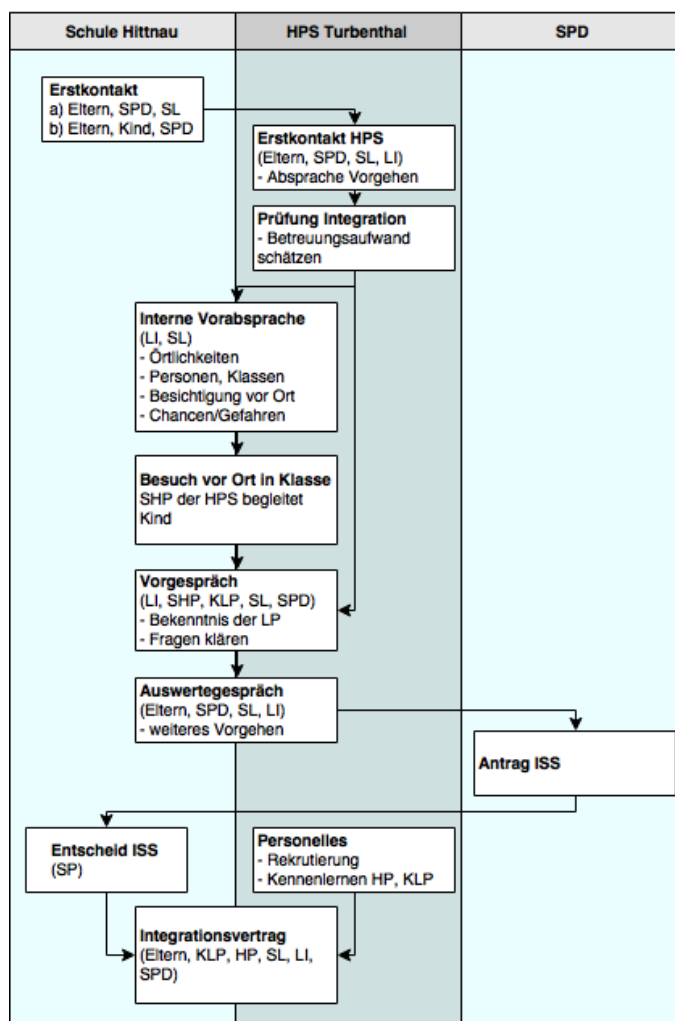 Schule Hittnau
HPS Turbenthal
SPD
Erstkontakt
a) Eltern, SPD, SL
b) Eltern, Kind, SPD
Erstkontakt HPS
(Eltern, SPD, SL, LI)
- Absprache Vorgehen
Prüfung Integration
- Betreuungsaufwand
schätzen
Interne Vorabsprache
(LI, SL)
- Örtlichkeiten
- Personen, Klassen
- Besichtigung vor Ort
- Chancen/Gefahren
Besuch vor Ort in Klasse
SHP der HPS begleitet
Kind
Vorgespräch
(LI, SHP, KLP, SL, SPD)
- Bekenntnis der LP
- Fragen klären
Auswertegespräch
(Eltern, SPD, SL, LI)
- weiteres Vorgehen
Antrag ISS
Entscheid ISS
(SP)
Personelles
- Rekrutierung
- Kennenlernen HP, KLP
Integrationsvertrag
(Eltern, KLP, HP, SL, LI,
SPD)